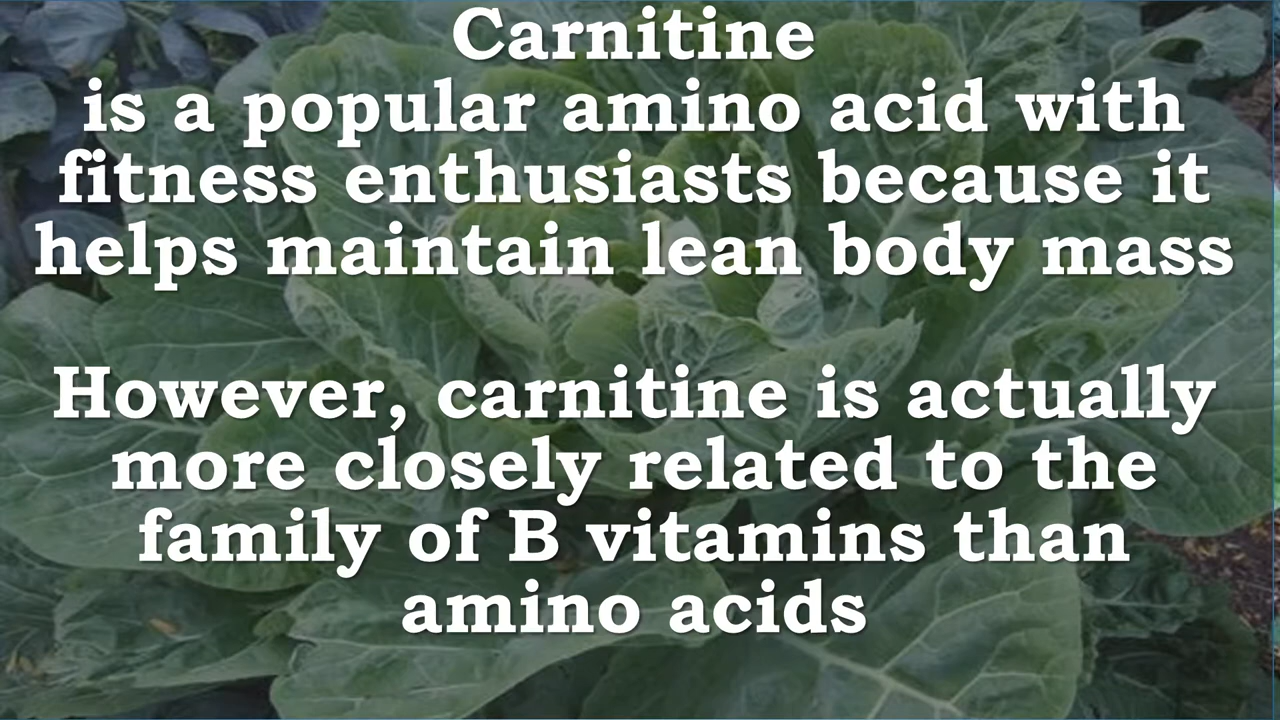 Carnitine
is a popular amino acid with
fitness enthusiasts because it
helps maintain lean body mass
However, carnitine is actually
more closely related to the
family of B vitamins than
amino acids